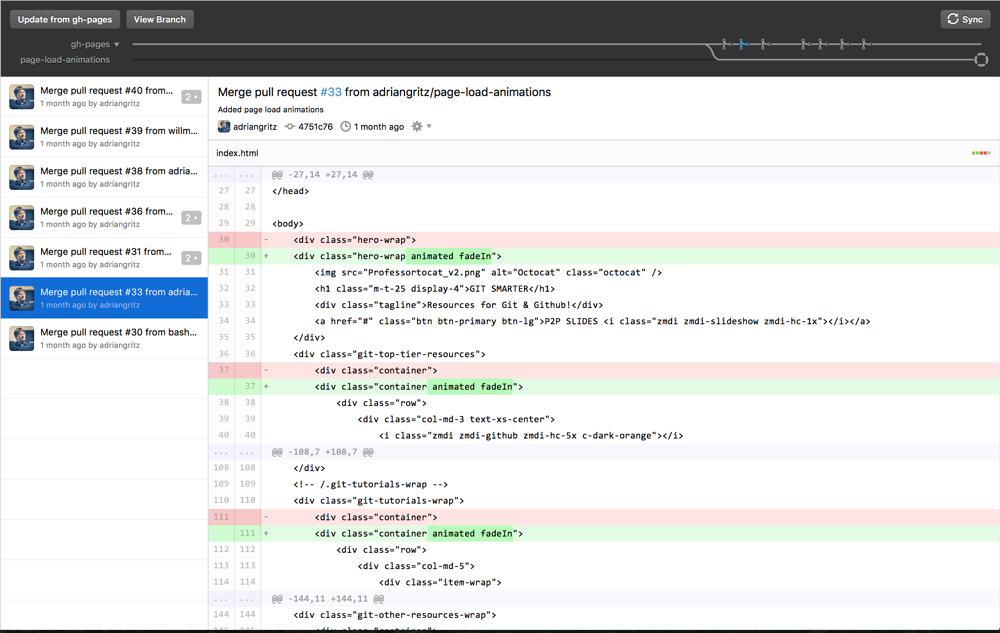 Update from gh-pages View Branch Sync
gh-pages
page-load-animations
Merge pull request #40 from... 2
1 month ago by adriangritz
Merge pull request #39 from willm...
1 month ago by adriangritz
Merge pull request #38 from adria...
1 month ago by adriangritz
Merge pull request #36 from... 2
1 month ago by adriangritz
Merge pull request #31 from... 2
1 month ago by adriangritz
Merge pull request #33 from adria...
1 month ago by adriangritz
Merge pull request #30 from bash...
1 month ago by adriangritz
Merge pull request #33 from adriangritz/page-load-animations
Added page load animations
adriangritz 4751c76 1 month ago
index.html
... ... @@ -27,14 +27,14 @@
27 27 </head>
28 28
29 29 <body>
30 - <div class="hero-wrap">
30 + <div class="hero-wrap animated fadeIn">
31 31 <img src="Professortocat_v2.png" alt="Octocat" class="octocat" />
32 32 <h1 class="m-t-25 display-4">GIT SMARTER</h1>
33 33 <div class="tagline">Resources for Git & Github!</div>
34 34 <a href="#" class="btn btn-primary btn-lg">P2P SLIDES <i class="zmdi zmdi-slideshow zmdi-hc-1x"></i></a>
35 35 </div>
36 36 <div class="git-top-tier-resources">
37 - <div class="container">
37 + <div class="container animated fadeIn">
38 38 <div class="row">
39 39 <div class="col-md-3 text-xs-center">
40 40 <i class="zmdi zmdi-github zmdi-hc-5x c-dark-orange"></i>
... ... @@ -108,7 +108,7 @@
108 108 </div>
109 109 <!-- /.git-tutorials-wrap -->
110 110 <div class="git-tutorials-wrap">
111 - <div class="container">
111 + <div class="container animated fadeIn">
112 112 <div class="row">
113 113 <div class="col-md-5">
114 114 <div class="item-wrap">
... ... @@ -144,11 +144,11 @@
144 144 <div class="git-other-resources-wrap">